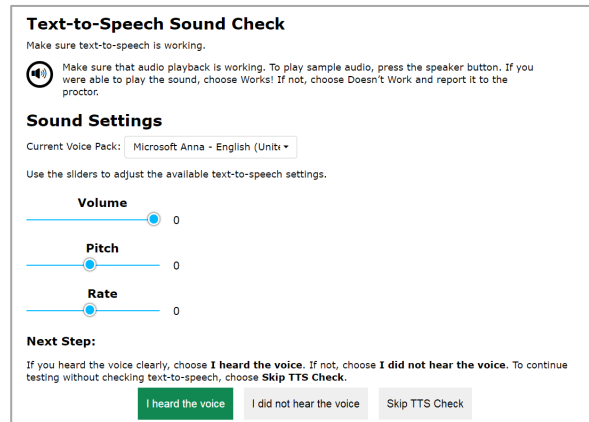 Text-to-Speech Sound Check
Make sure text-to-speech is working.
Make sure that audio playback is working. To play sample audio, press the speaker button. If you
were able to play the sound, choose Works! If not, choose Doesn't Work and report it to the
proctor.
Sound Settings
Current Voice Pack: Microsoft Anna - English (Unite
Use the sliders to adjust the available text-to-speech settings.
Volume
0
Pitch
0
Rate
0
Next Step:
If you heard the voice clearly, choose I heard the voice. If not, choose I did not hear the voice. To continue
testing without checking text-to-speech, choose Skip TTS Check.
I heard the voice I did not hear the voice Skip TTS Check